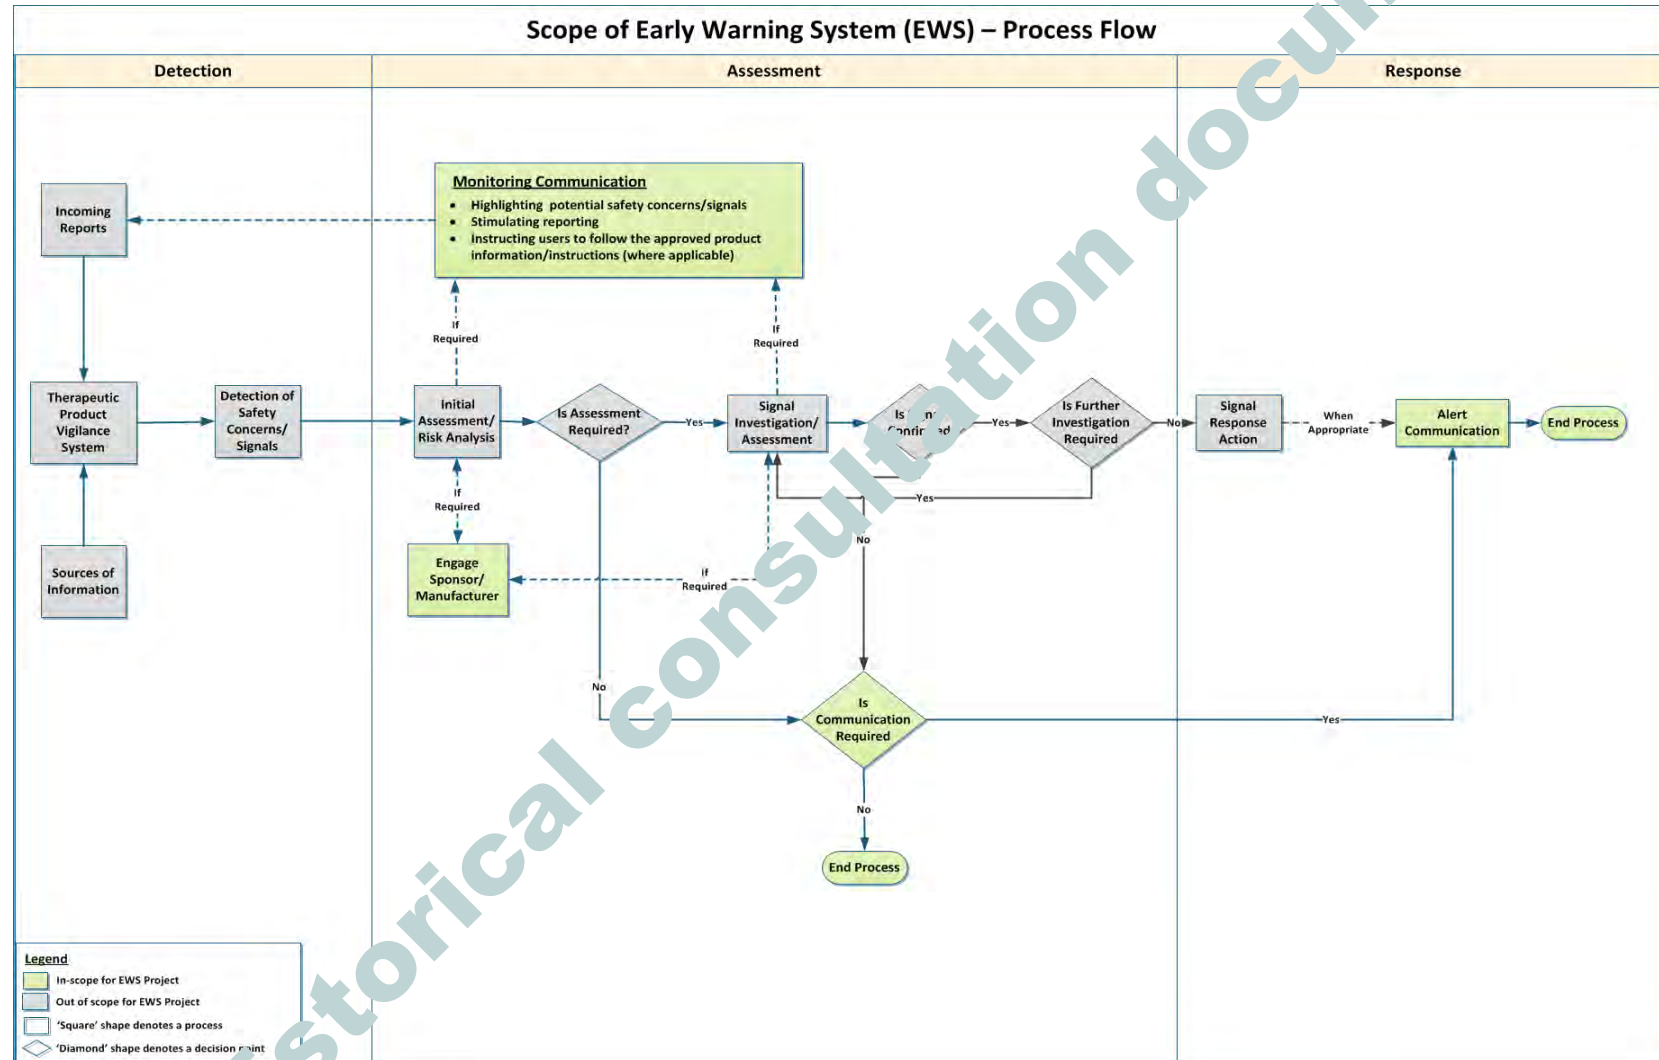 Scope of Early Warning System (EWS) – Process Flow
Detection
Assessment
Response
Monitoring Communication
• Highlighting potential safety concerns/signals
• Stimulating reporting
• Instructing users to follow the approved product
information/instructions (where applicable)
Incoming
Reports
If
Required
If
Required
Therapeutic
Product
Vigilance
System
Detection of
Safety
Concerns/
Signals
Initial
Assessment/
Risk Analysis
Is Assessment
Required?
Yes
Signal
Investigation/
Assessment
Is
Yes
Is Further
Investigation
Required
No
Signal
Response
Action
When
Appropriate
Alert
Communication
End Process
If
Required
Yes
No
Sources of
Information
Engage
Sponsor/
Manufacturer
If
Required
No
Is
Communication
Required
Yes
No
End Process
Legend
In-scope for EWS Project
Out of scope for EWS Project
'Square' shape denotes a process
'Diamond' shape denotes a decision point
consultation